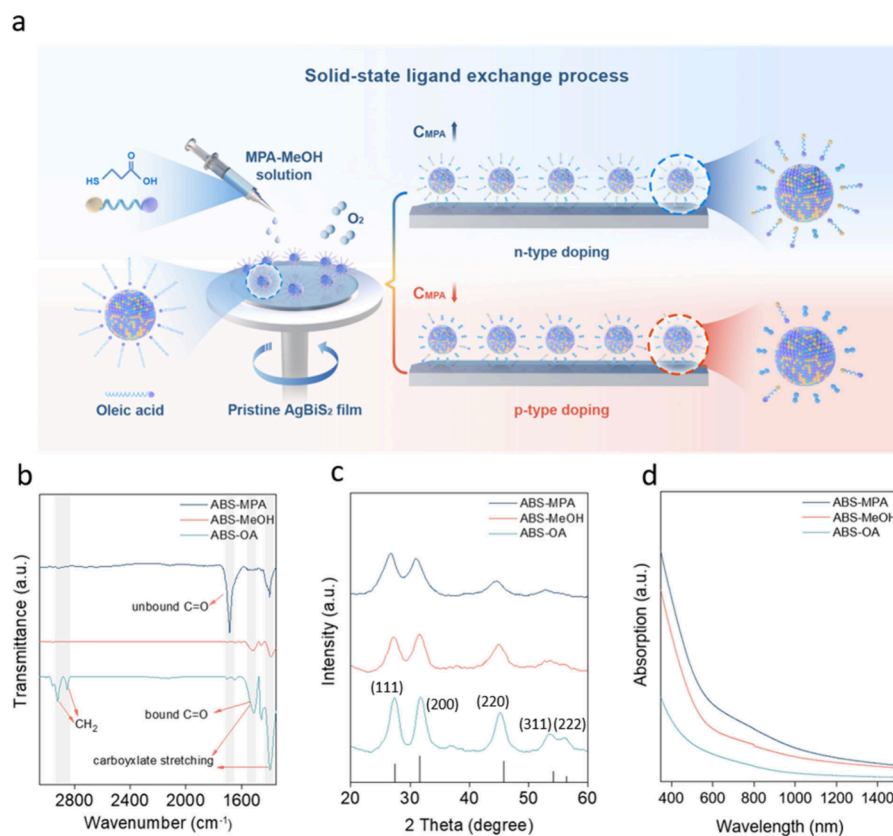 a
Solid-state ligand exchange process
MPA-MeOH
solution
HS
O
OH
O₂
Oleic acid
Pristine AgBiS₂ film
C_MPA
n-type doping
C_MPA
p-type doping
b
ABS-MPA
ABS-MeOH
ABS-OA
unbound C=O
CH₂
bound C=O
carboyxlate stretching
Transmittance (a.u.)
2800 2400 2000 1600
Wavenumber (cm⁻¹)
c
ABS-MPA
ABS-MeOH
ABS-OA
(111)
(200)
(220)
(311)
(222)
Intensity (a.u.)
20 30 40 50 60
2 Theta (degree)
d
ABS-MPA
ABS-MeOH
ABS-OA
Absorption (a.u.)
400 600 800 1000 1200 1400
Wavelength (nm)